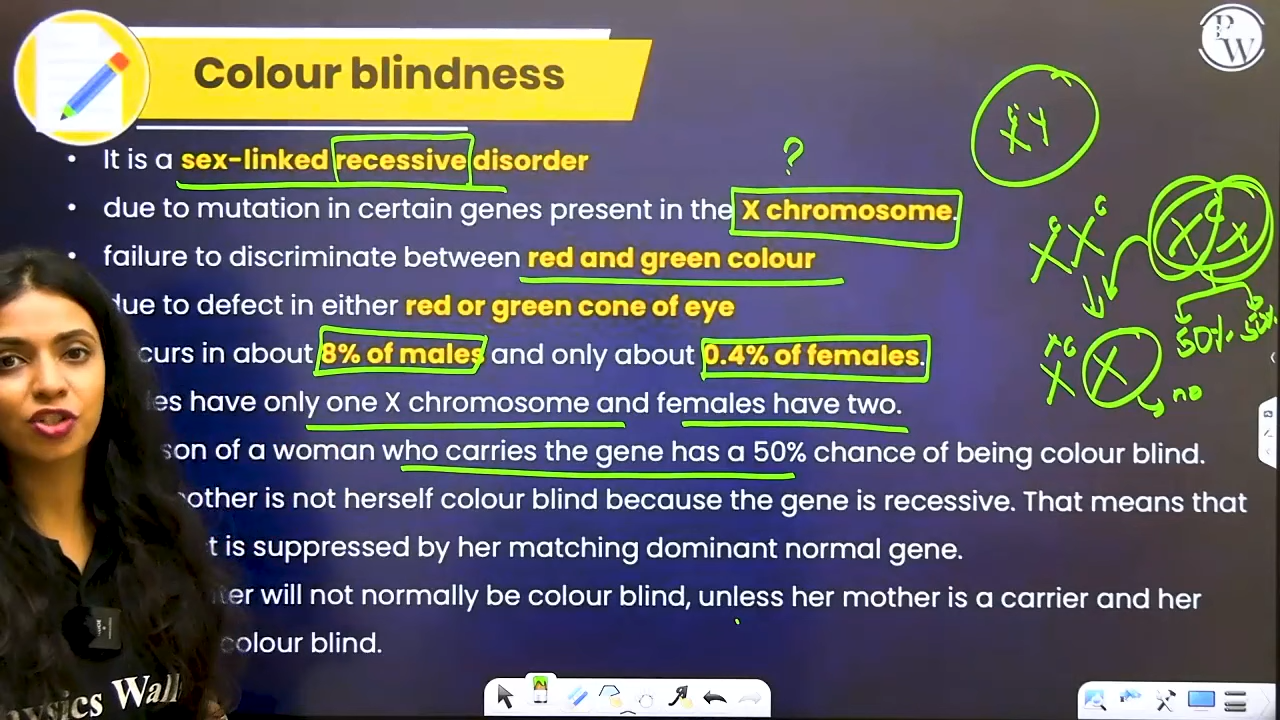 PW
Colour blindness
• It is a sex-linked recessive disorder
?
XY
• due to mutation in certain genes present in the X chromosome.
• failure to discriminate between red and green colour
due to defect in either red or green cone of eye
50%
curs in about 8% of males and only about 0.4% of females.
no
es have only one X chromosome and females have two.
son of a woman who carries the gene has a 50% chance of being colour blind.
other is not herself colour blind because the gene is recessive. That means that
t is suppressed by her matching dominant normal gene.
ter will not normally be colour blind, unless her mother is a carrier and her
colour blind.
ysics Wall